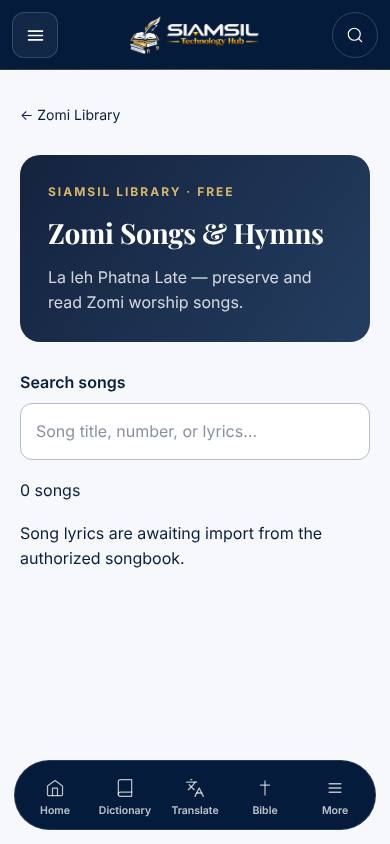 SIAMSIL
Technology Hub
← Zomi Library
SIAMSIL LIBRARY · FREE
Zomi Songs & Hymns
La leh Phatna Late — preserve and
read Zomi worship songs.
Search songs
Song title, number, or lyrics...
0 songs
Song lyrics are awaiting import from the
authorized songbook.
Home Dictionary Translate Bible More